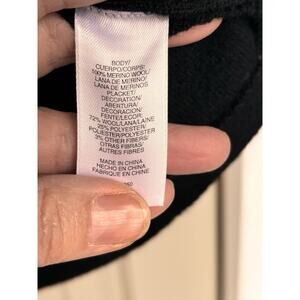 BODY/
CUERPO/CORPS:
100% MERINO WOOL/
LANA DE MERINO/
LAINE DE MERINOS
PLACKET/
DECORATION/
ABERTURA/
DECORACION/
FENTE/LECOR:
72% WOOL/LANA/LAINE
25% POLYESTER/
POLIESTER/POLYESTER
3% OTHER FIBERS/
OTRAS FIBRAS/
AUTRES FIBRES
MADE IN CHINA
HECHO EN CHINA
FABRIQUE EN CHINE